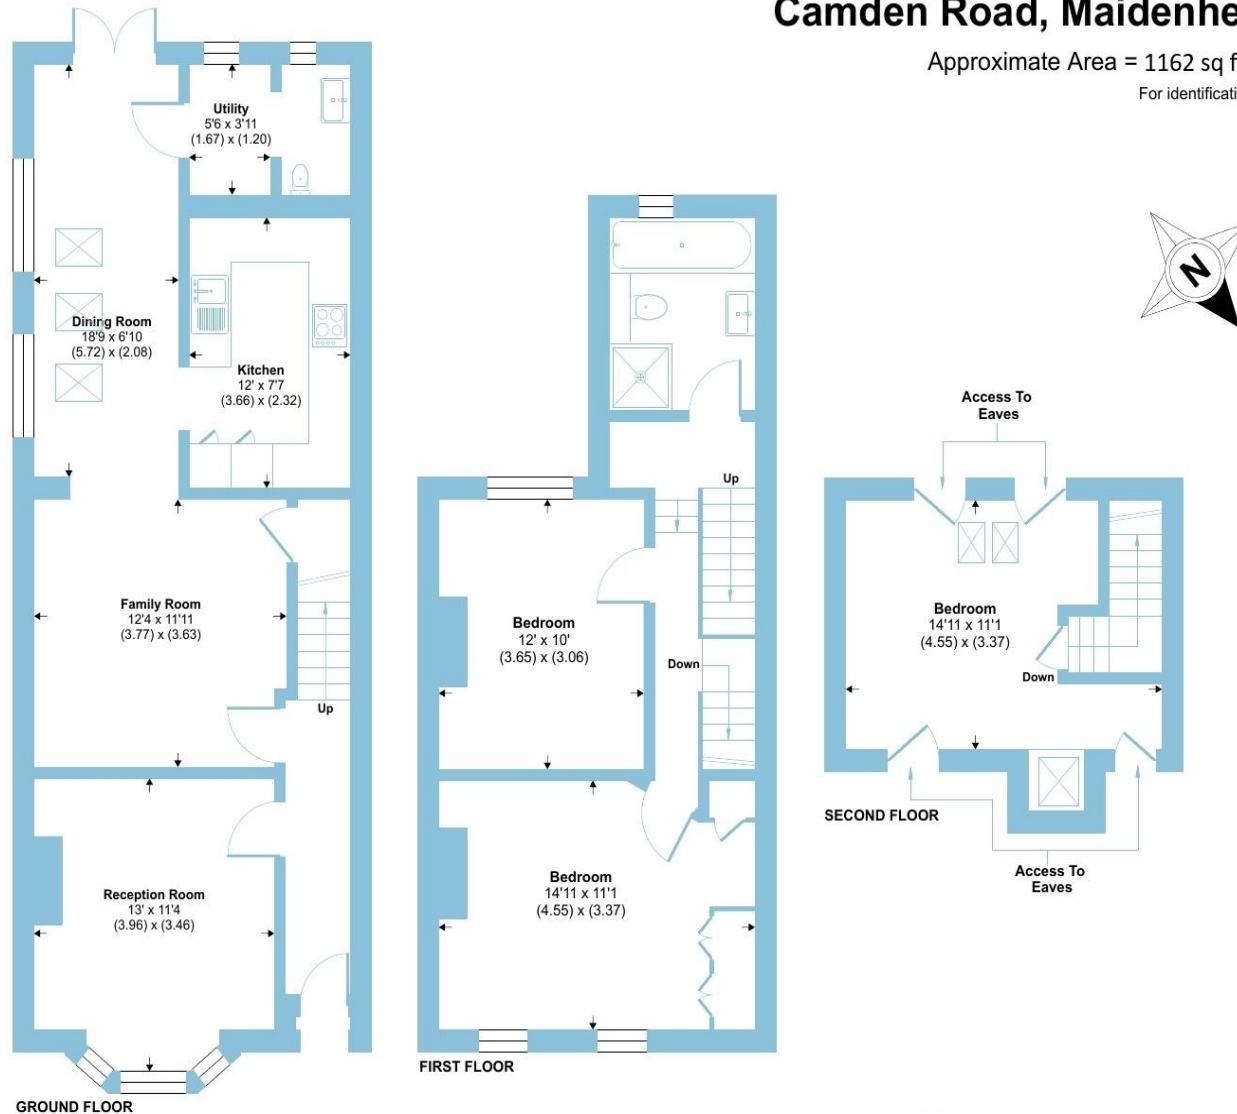 Camden Road, Maidenhe
Approximate Area = 1162 sq f
For identificati
N
Utility
5'6 x 3'11
(1.67) x (1.20)
Dining Room
18'9 x 6'10
(5.72) x (2.08)
Kitchen
12' x 7'7
(3.66) x (2.32)
Family Room
12'4 x 11'11
(3.77) x (3.63)
Up
Reception Room
13' x 11'4
(3.96) x (3.46)
GROUND FLOOR
Up
Bedroom
12' x 10'
(3.65) x (3.06)
Down
Bedroom
14'11 x 11'1
(4.55) x (3.37)
FIRST FLOOR
Access To
Eaves
Bedroom
14'11 x 11'1
(4.55) x (3.37)
Down
SECOND FLOOR
Access To
Eaves